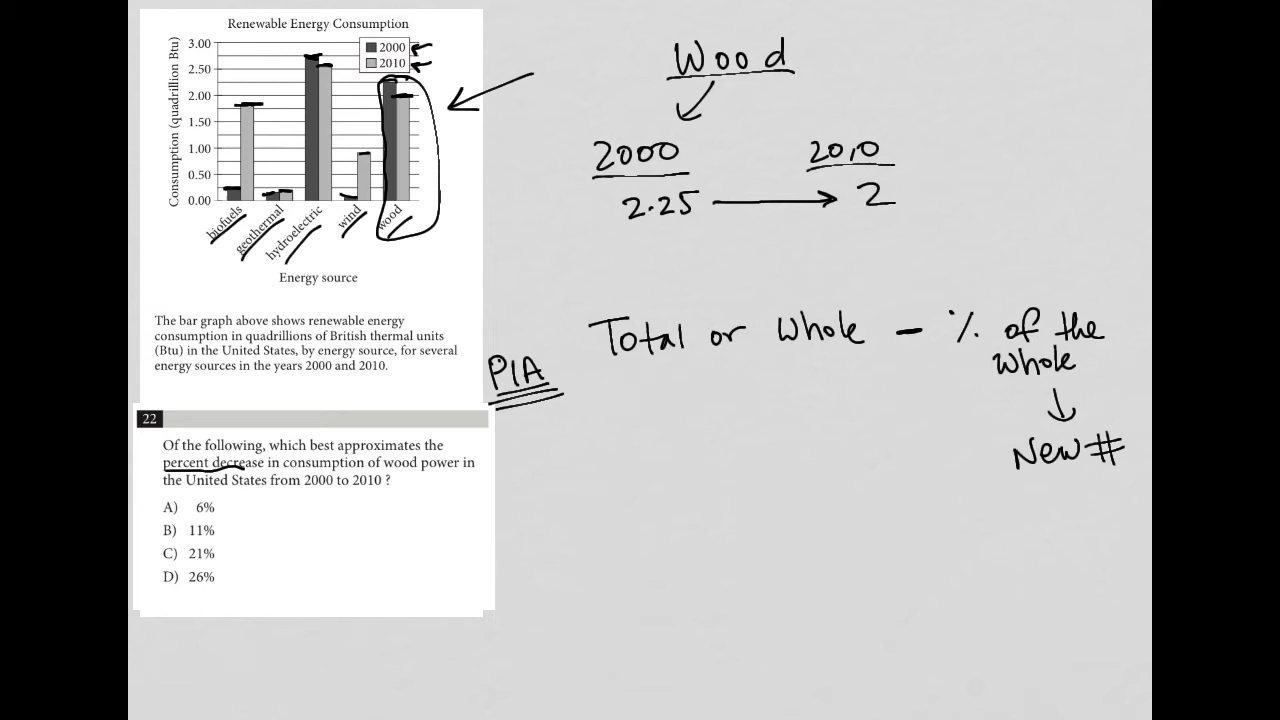 Renewable Energy Consumption
Consumption (quadrillion Btu)
3.00
2.50
2.00
1.50
1.00
0.50
0.00
2000
2010
biofuels
geothermal
hydroelectric
wind
wood
Energy source
The bar graph above shows renewable energy
consumption in quadrillions of British thermal units
(Btu) in the United States, by energy source, for several
energy sources in the years 2000 and 2010.
22
Of the following, which best approximates the
percent decrease in consumption of wood power in
the United States from 2000 to 2010 ?
A) 6%
B) 11%
C) 21%
D) 26%
Wood
2000 2010
2.25 → 2
Total or Whole - % of the
Whole
↓
New #
PIA